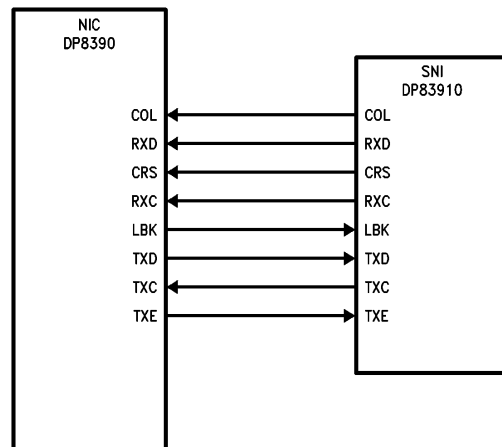 NIC
DP8390
SNI
DP83910
COL COL
RXD RXD
CRS CRS
RXC RXC
LBK LBK
TXD TXD
TXC TXC
TXE TXE